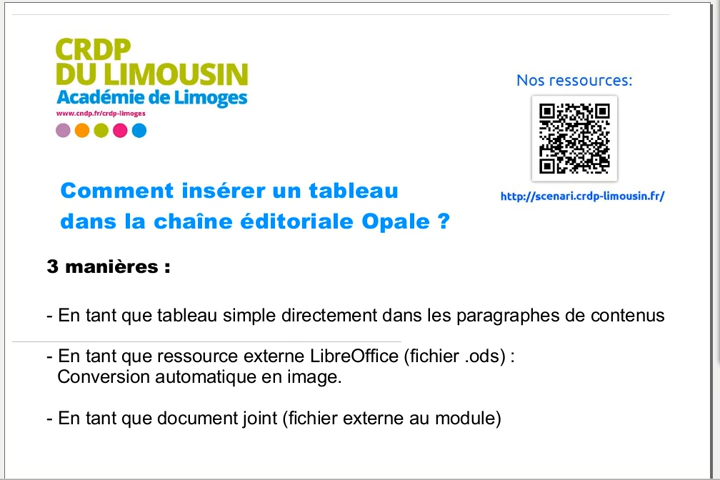 CRDP
DU LIMOUSIN
Académie de Limoges
www.cndp.fr/crdp-limoges
Nos ressources:
http://scenari.crdp-limousin.fr/
Comment insérer un tableau
dans la chaîne éditoriale Opale ?
3 manières :
- En tant que tableau simple directement dans les paragraphes de contenus
- En tant que ressource externe LibreOffice (fichier .ods) :
Conversion automatique en image.
- En tant que document joint (fichier externe au module)